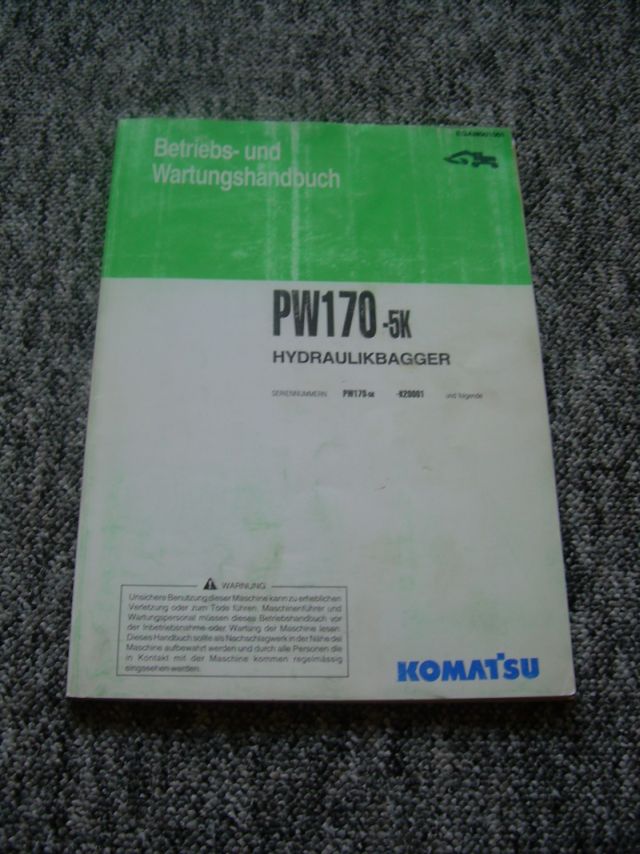 Betriebs- und
Wartungshandbuch
PW170 -5K
HYDRAULIKBAGGER
SERIENNUMMERN PW170-5K -K20001 und folgende
WARNUNG
Unsichere Benutzung dieser Maschine kann zu erheblichen
Verletzung oder zum Tode führen. Maschinenführer und
Wartungspersonal müssen dieses Betriebshandbuch vor
der Inbetriebnahme oder Wartung der Maschine lesen.
Dieses Handbuch sollte als Nachschlagwerk in der Nähe der
Maschine aufbewahrt werden und durch alle Personen die
in Kontakt mit der Maschine kommen regelmässig
eingesehen werden.
KOMATSU